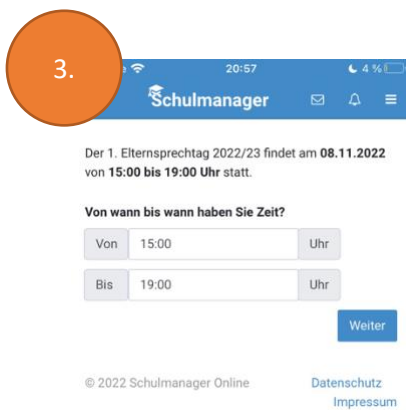 3.
20:57
4 %
Schulmanager
Der 1. Elternsprechtag 2022/23 findet am 08.11.2022
von 15:00 bis 19:00 Uhr statt.
Von wann bis wann haben Sie Zeit?
Von 15:00 Uhr
Bis 19:00 Uhr
Weiter
© 2022 Schulmanager Online Datenschutz
Impressum